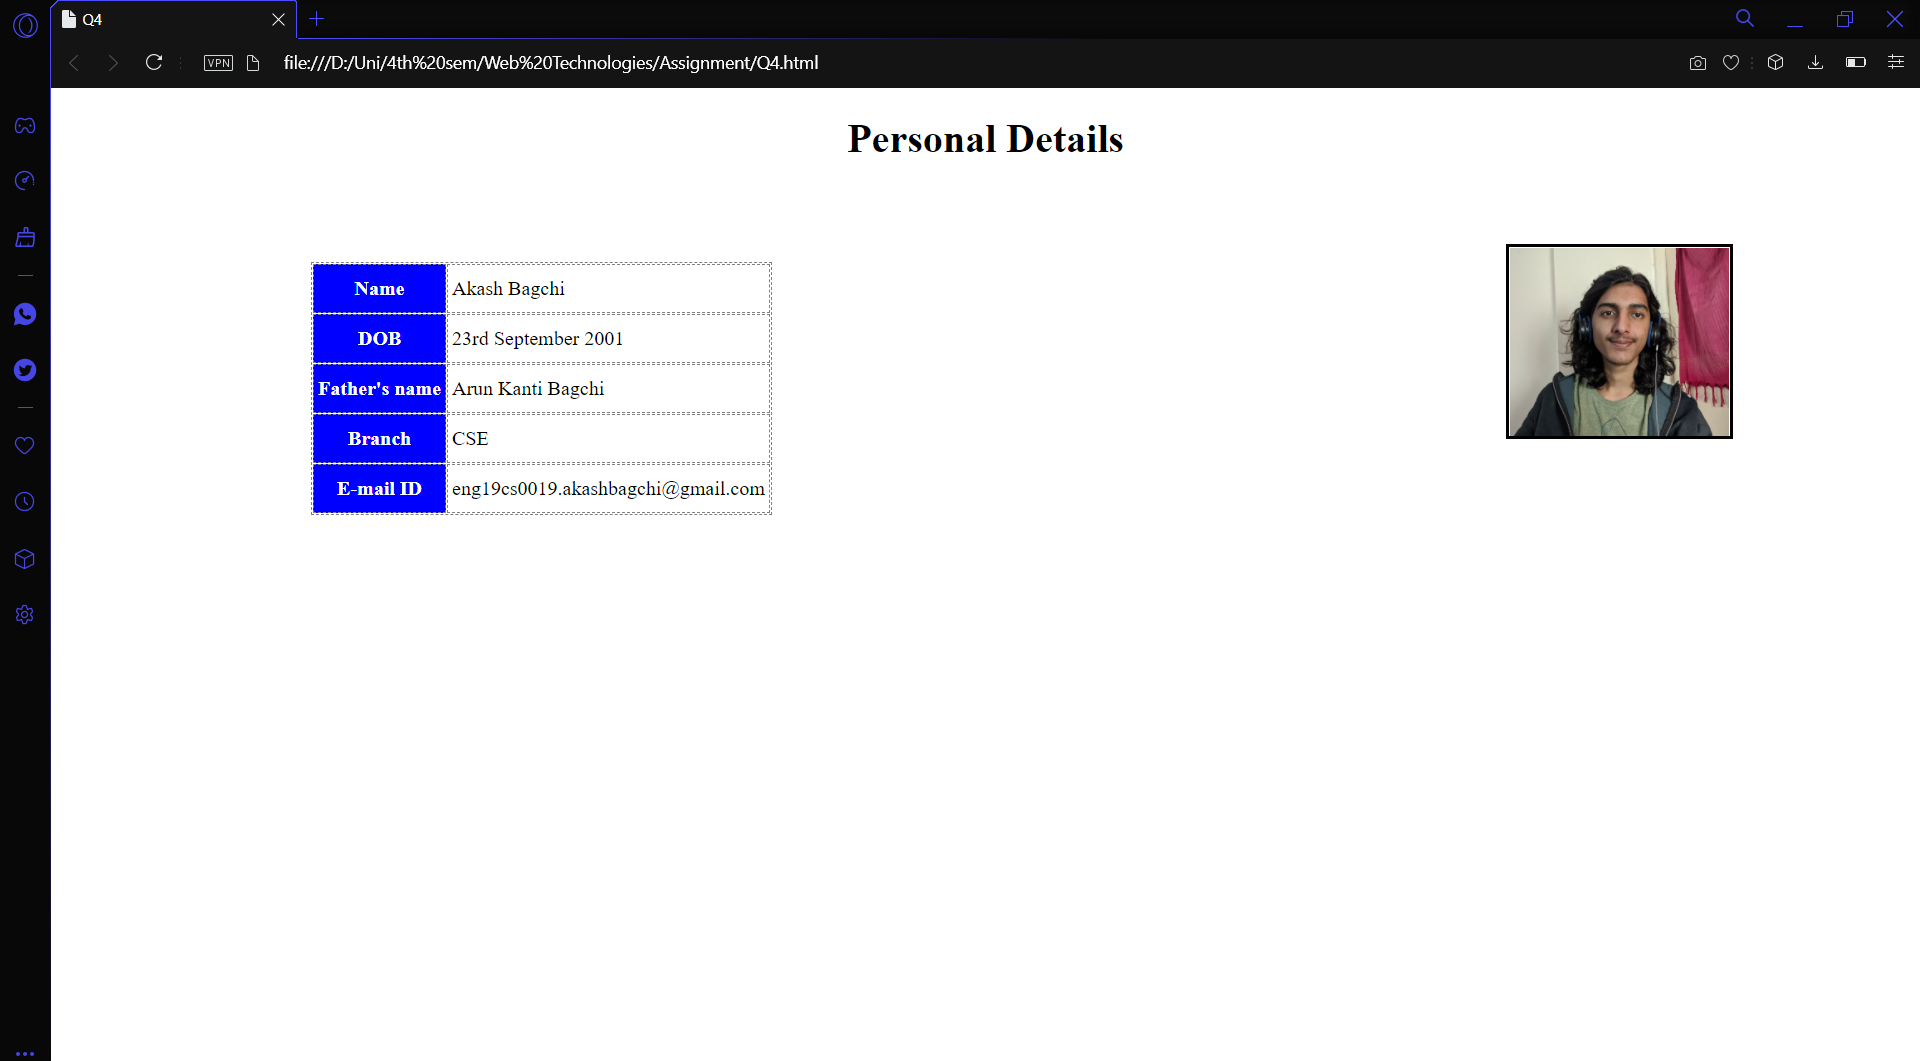 Q4
VPN
file:///D:/Uni/4th%20sem/Web%20Technologies/Assignment/Q4.html
Personal Details
Name Akash Bagchi
DOB 23rd September 2001
Father's name Arun Kanti Bagchi
Branch CSE
E-mail ID eng19cs0019.akashbagchi@gmail.com